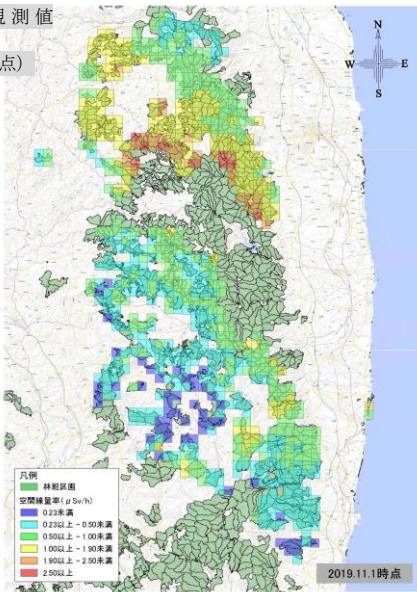 観測値
点)
N
W E
S
凡例
林班区画
空間線量率(μSv/h)
0.23未満
0.23以上 - 0.50未満
0.50以上 - 1.00未満
1.00以上 - 1.90未満
1.90以上 - 2.50未満
2.50以上
2019.11.1時点